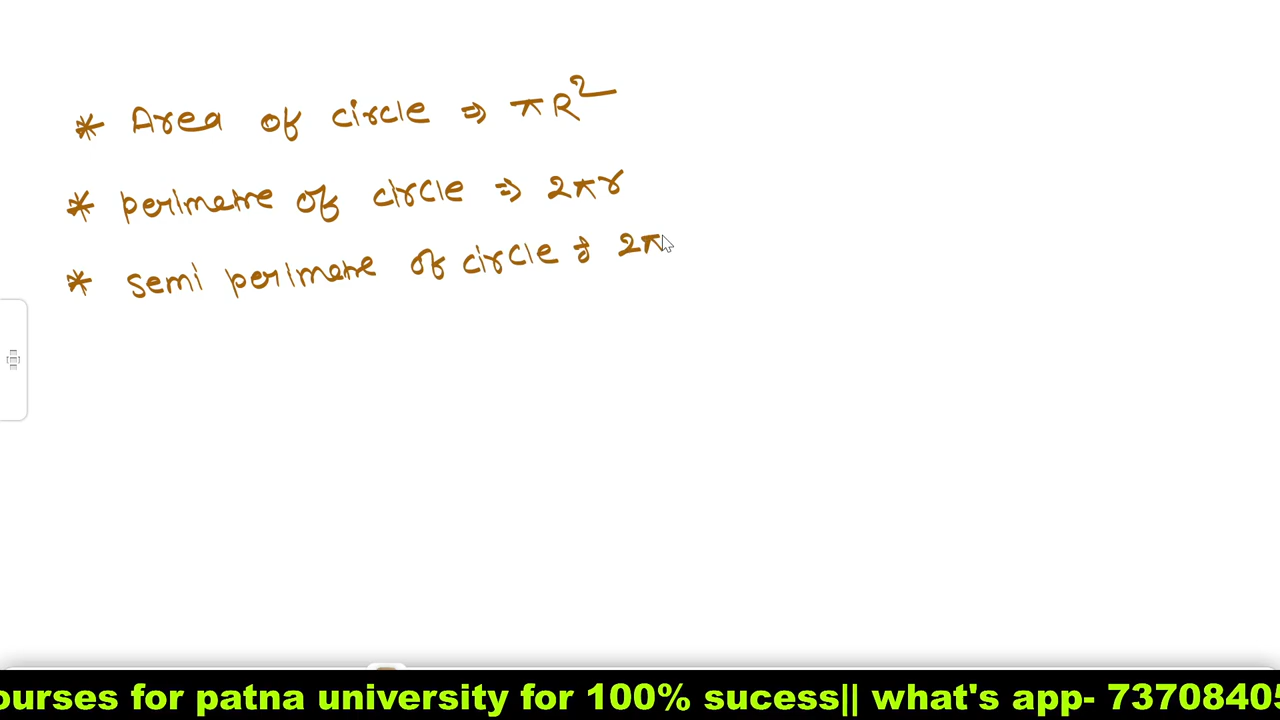 * Area of circle ⇒ πR²
* perimetre of circle ⇒ 2πr
* Semi perimetre of circle 2π
ourses for patna university for 100% sucess|| what's app- 73708405